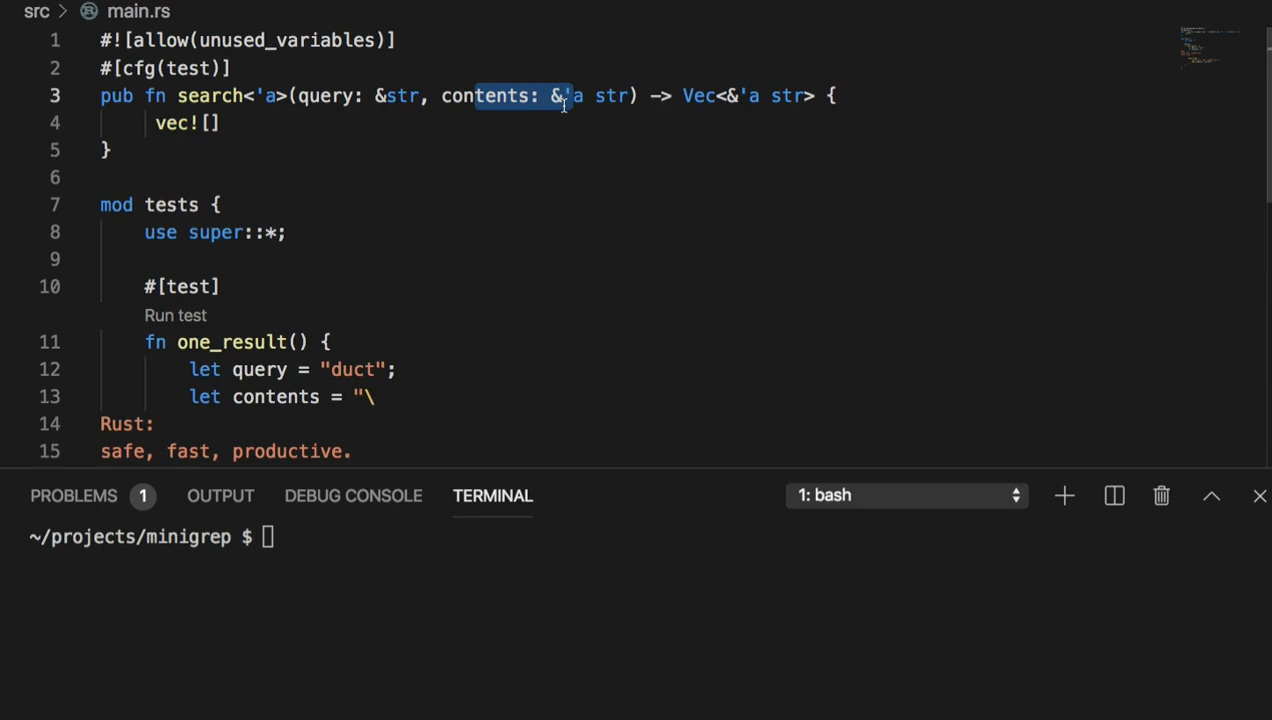 src > main.rs
1 #![allow(unused_variables)]
2 #[cfg(test)]
3 pub fn search<'a>(query: &str, contents: &'a str) -> Vec<&'a str> {
4 vec![]
5 }
6
7 mod tests {
8 use super::*;
9
10 #[test]
Run test
11 fn one_result() {
12 let query = "duct";
13 let contents = "\
14 Rust:
15 safe, fast, productive.
PROBLEMS 1 OUTPUT DEBUG CONSOLE TERMINAL 1: bash
~/projects/minigrep $